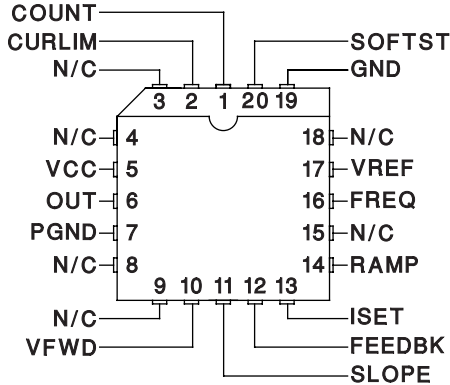 COUNT
CURLIM SOFTST
N/C GND
3 2 1 20 19
N/C 4 18 N/C
VCC 5 17 VREF
OUT 6 16 FREQ
PGND 7 15 N/C
N/C 8 14 RAMP
9 10 11 12 13
N/C ISET
VFWD FEEDBK
SLOPE